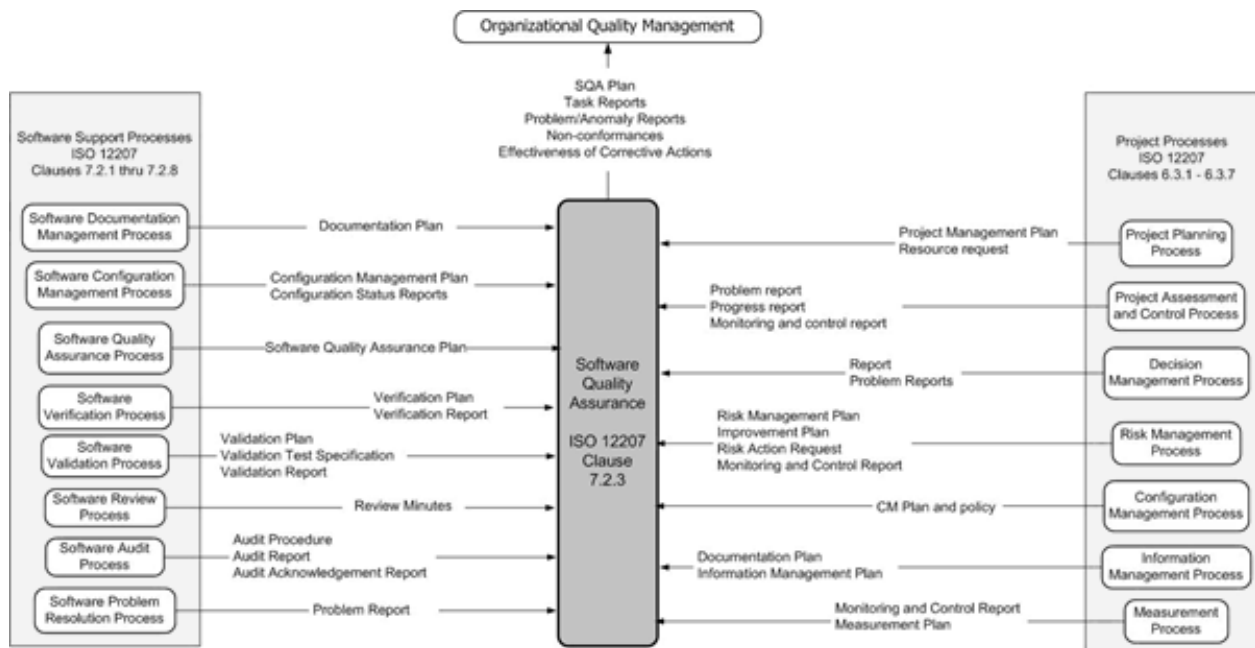 Organizational Quality Management
SQA Plan
Task Reports
Problem/Anomaly Reports
Non-conformances
Effectiveness of Corrective Actions
Software Support Processes
ISO 12207
Clauses 7.2.1 thru 7.2.8
Software Documentation
Management Process
Documentation Plan
Software Configuration
Management Process
Configuration Management Plan
Configuration Status Reports
Software Quality
Assurance Process
Software Quality Assurance Plan
Software
Verification Process
Verification Plan
Verification Report
Software
Validation Process
Validation Plan
Validation Test Specification
Validation Report
Software Review
Process
Review Minutes
Software Audit
Process
Audit Procedure
Audit Report
Audit Acknowledgement Report
Software Problem
Resolution Process
Problem Report
Software
Quality
Assurance
ISO 12207
Clause
7.2.3
Project Processes
ISO 12207
Clauses 6.3.1 - 6.3.7
Project Management Plan
Resource request
Project Planning
Process
Problem report
Progress report
Monitoring and control report
Project Assessment
and Control Process
Report
Problem Reports
Decision
Management Process
Risk Management Plan
Improvement Plan
Risk Action Request
Monitoring and Control Report
Risk Management
Process
CM Plan and policy
Configuration
Management Process
Documentation Plan
Information Management Plan
Information
Management Process
Monitoring and Control Report
Measurement Plan
Measurement
Process